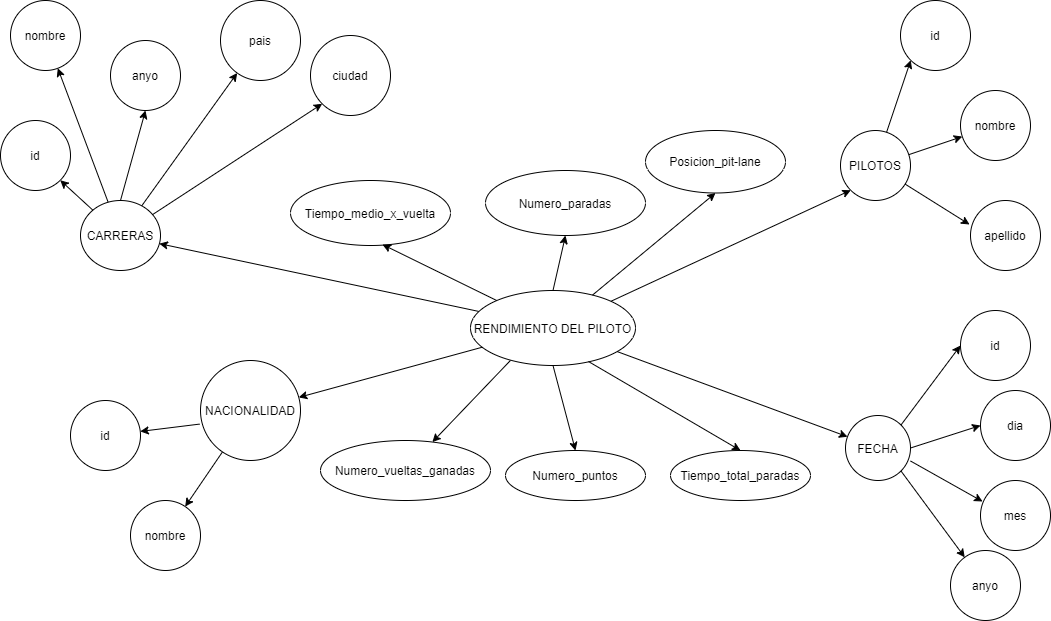 nombre
pais
id
anyo
ciudad
nombre
id
Posicion_pit-lane
PILOTOS
Numero_paradas
Tiempo_medio_x_vuelta
CARRERAS
apellido
RENDIMIENTO DEL PILOTO
id
NACIONALIDAD
dia
id
FECHA
Numero_vueltas_ganadas
Numero_puntos
Tiempo_total_paradas
mes
nombre
anyo